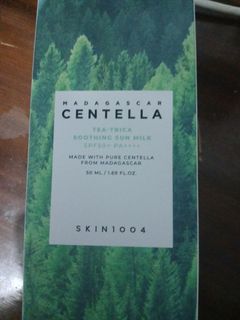 MADAGASCAR
CENTELLA
TEA-TRICA
SOOTHING SUN MILK
SPF50+ PA++++
MADE WITH PURE CENTELLA
FROM MADAGASCAR
50 ML / 1.69 FL.OZ.
SKIN1004